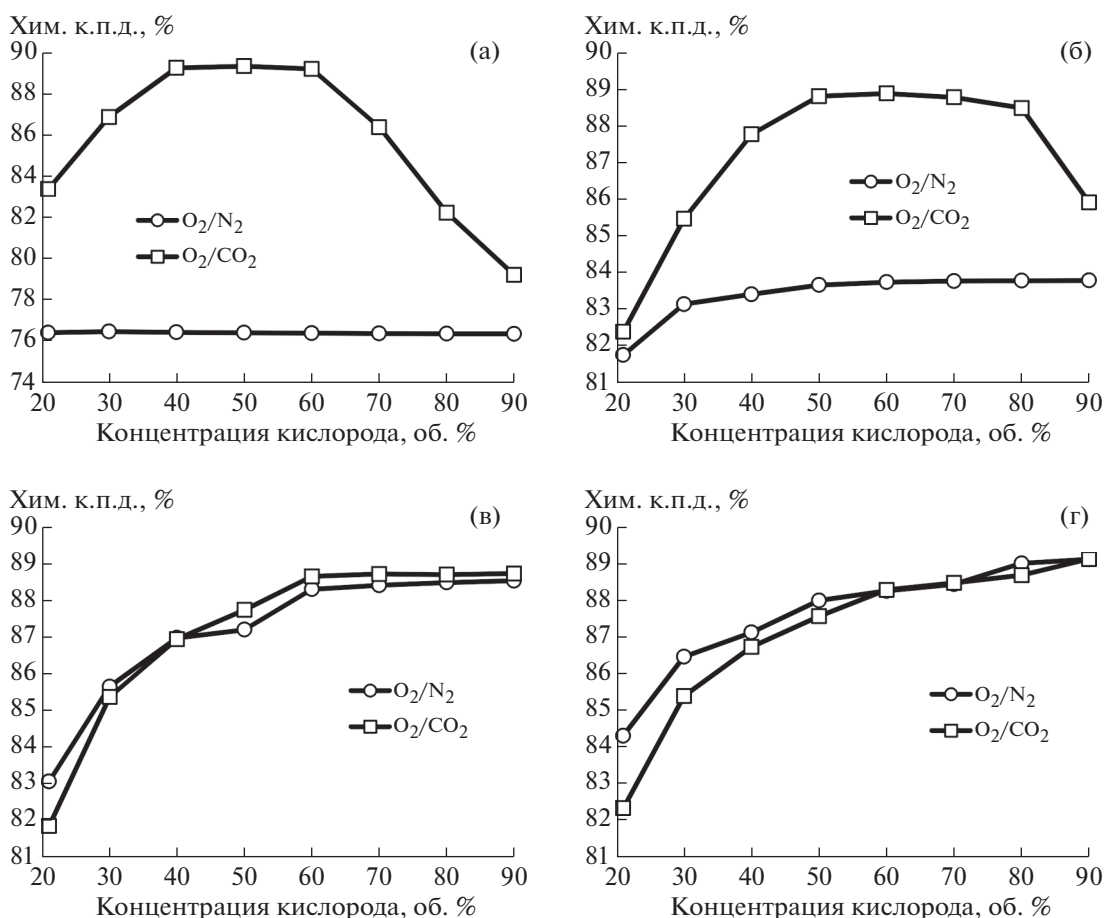 Хим. к.п.д., %
(а)
90
88
86
84
82
80
78
76
74
O2/N2
O2/CO2
20 30 40 50 60 70 80 90
Концентрация кислорода, об. %
Хим. к.п.д., %
(б)
90
89
88
87
86
85
84
83
82
81
O2/N2
O2/CO2
20 30 40 50 60 70 80 90
Концентрация кислорода, об. %
Хим. к.п.д., %
(в)
90
89
88
87
86
85
84
83
82
81
O2/N2
O2/CO2
20 30 40 50 60 70 80 90
Концентрация кислорода, об. %
Хим. к.п.д., %
(г)
90
89
88
87
86
85
84
83
82
81
O2/N2
O2/CO2
20 30 40 50 60 70 80 90
Концентрация кислорода, об. %